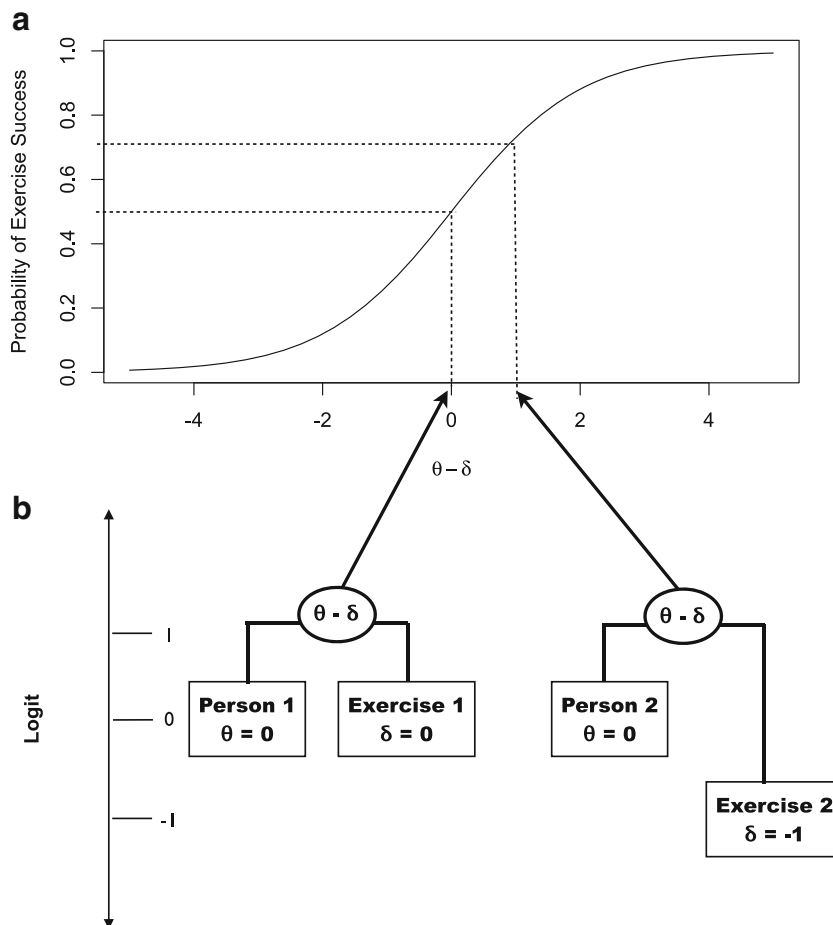 a
Probability of Exercise Success
1.0
0.8
0.6
0.4
0.2
0.0
-4 -2 0 2 4
θ – δ
b
Logit
1
0
-1
θ - δ
Person 1
θ = 0
Exercise 1
δ = 0
θ - δ
Person 2
θ = 0
Exercise 2
δ = -1